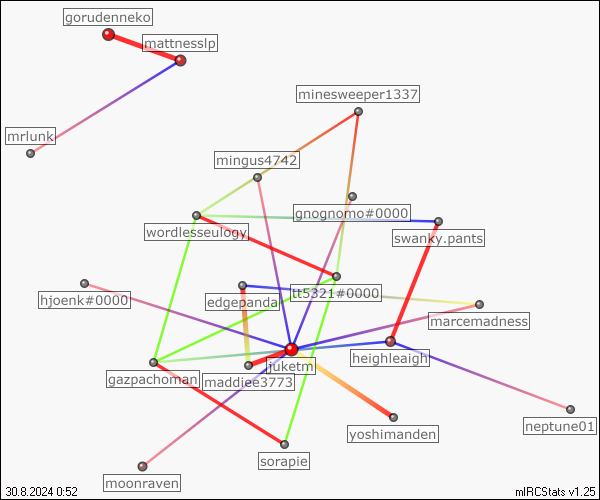 gorudenneko
mattnesslp
minesweeper1337
mrlunk
mingus4742
gnognomo#0000
wordlesseulogy
swanky.pants
hjoenk#0000
edgepandai
tt5321#0000
marcemadness
heighleaigh
juketm
gazpachoman
maddiee3773
neptune01
yoshimanden
sorapie
moonraven
30.8.2024 0:52
mIRCStats v1.25